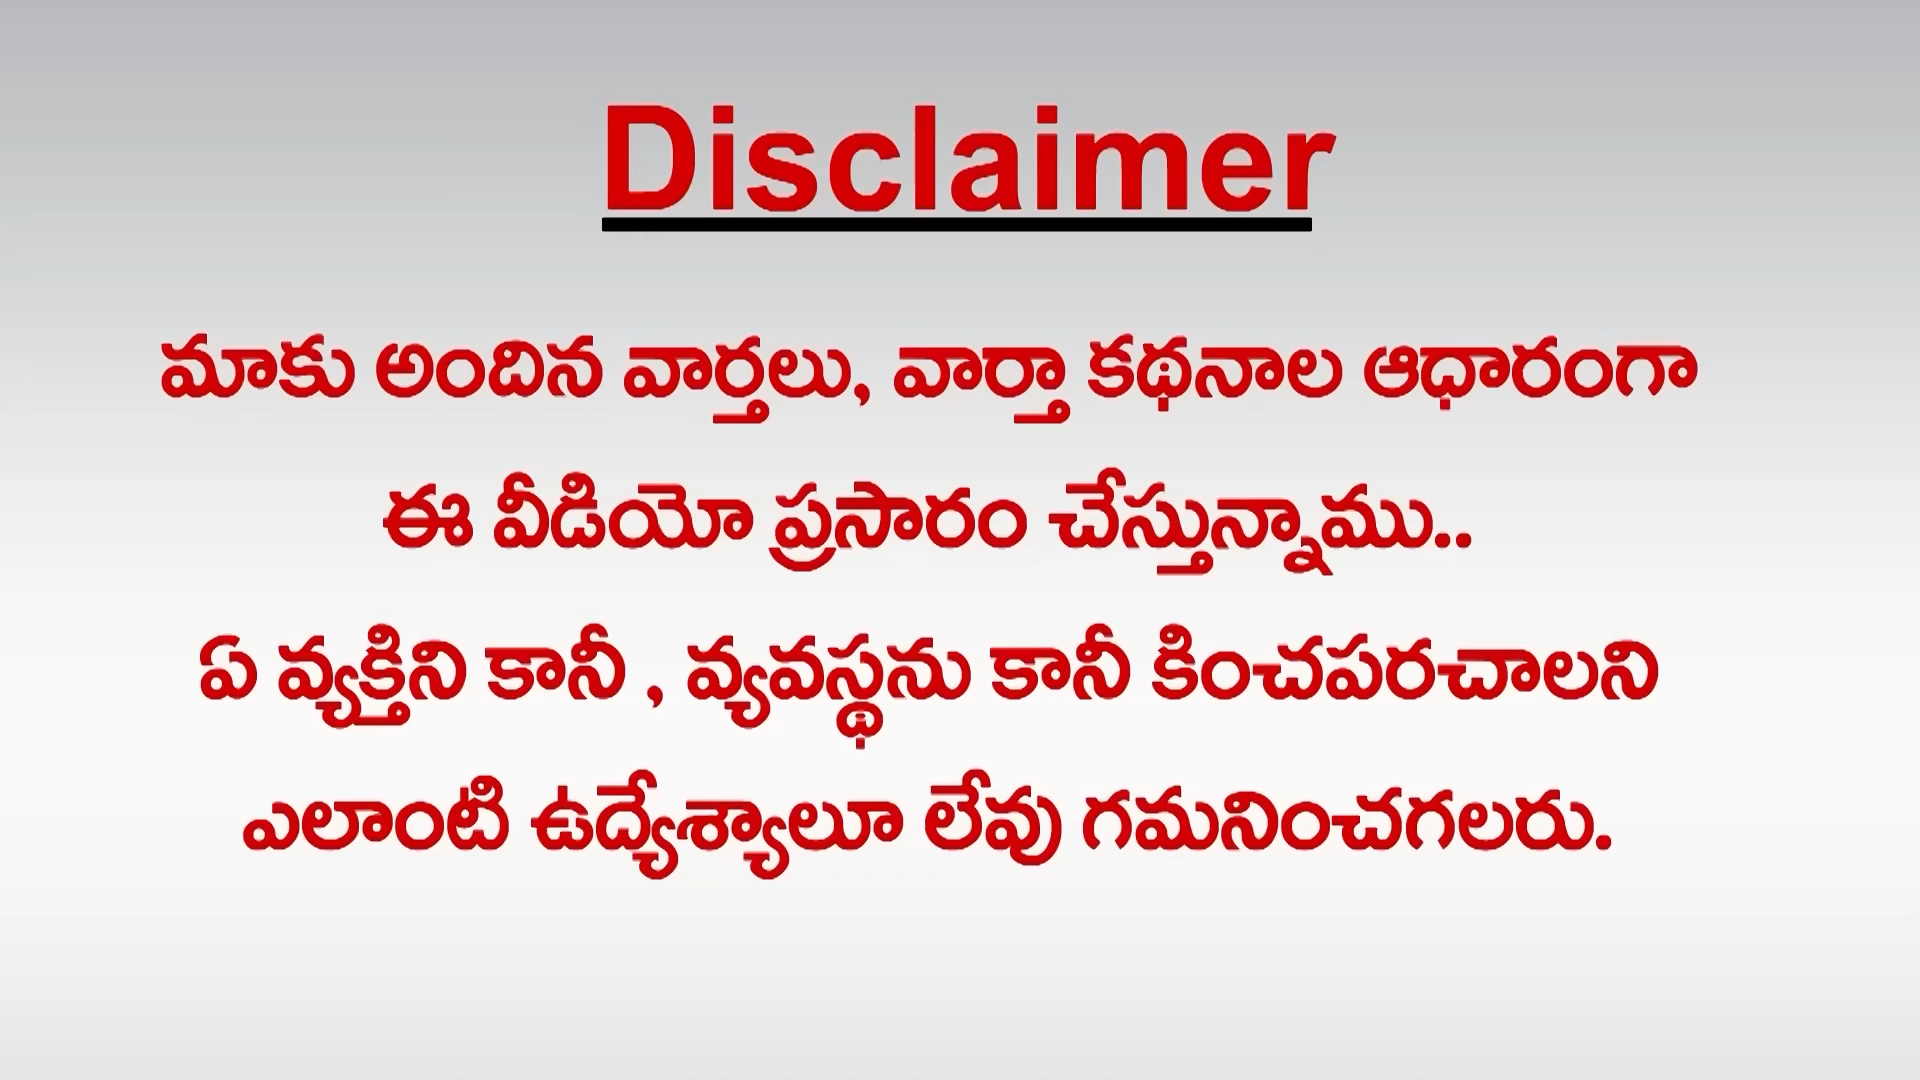 Disclaimer
మాకు అందిన వార్తలు, వార్తా కథనాల ఆధారంగా
ఈ వీడియో ప్రసారం చేస్తున్నాము..
ఏ వ్యక్తిని కానీ , వ్యవస్థను కానీ కించపరచాలని
ఎలాంటి ఉద్యేశ్యాలూ లేవు గమనించగలరు.